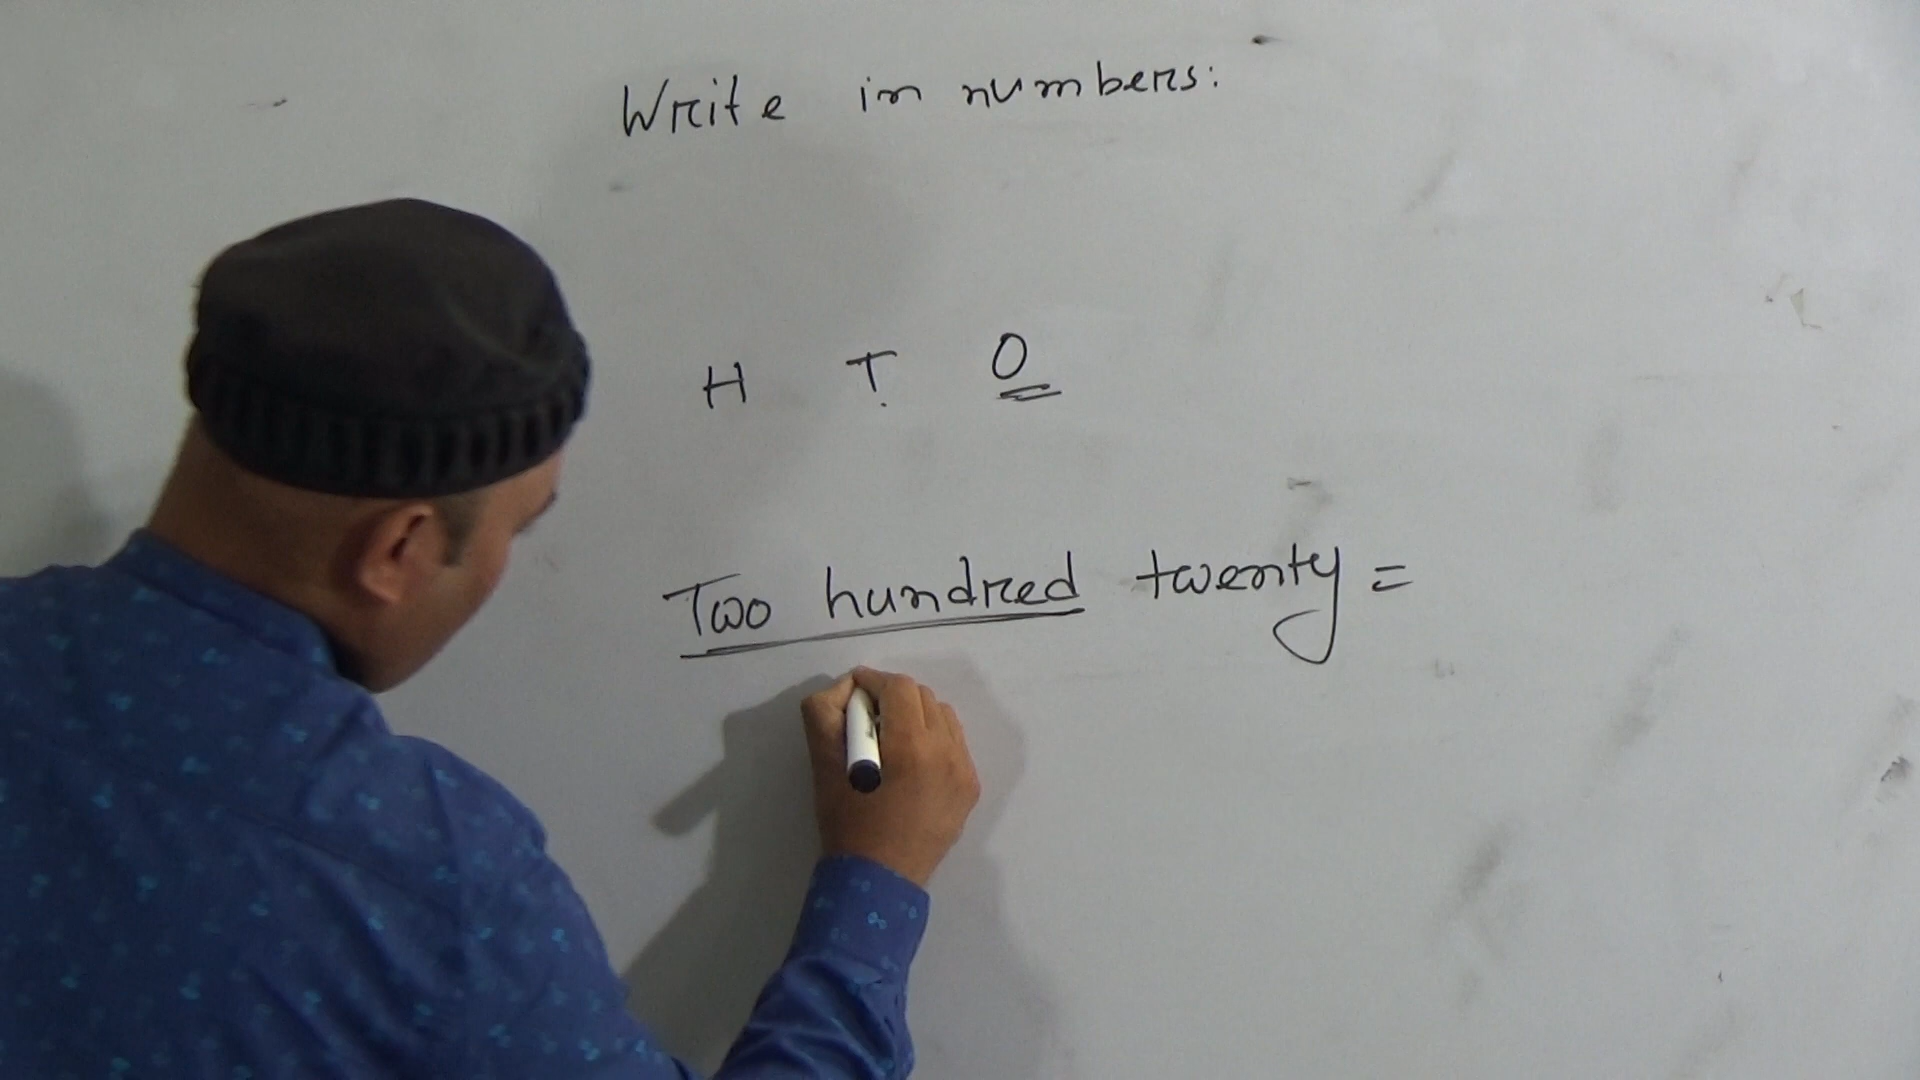 Write in numbers:
H T O
Two hundred twenty =